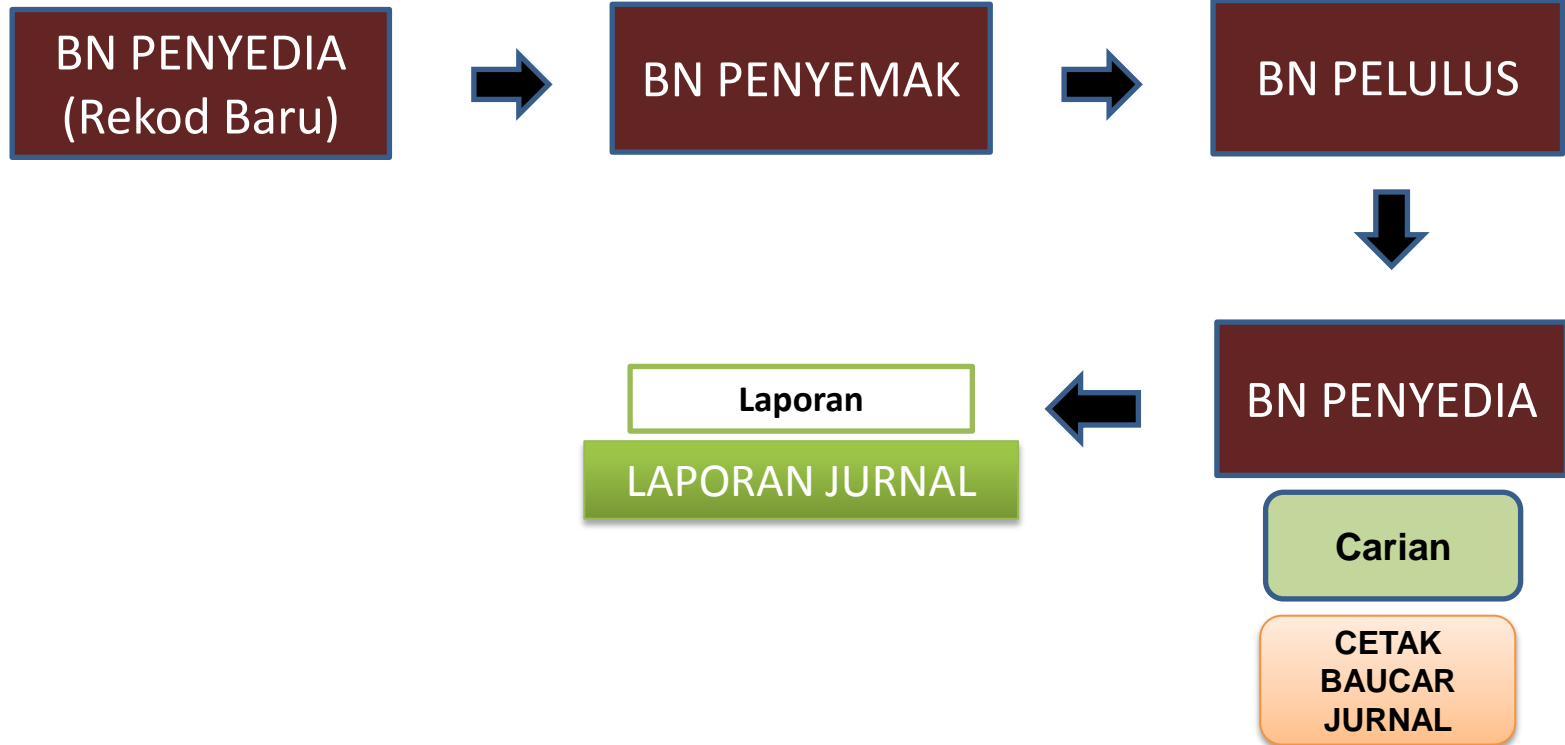 BN PENYEDIA
(Rekod Baru)
BN PENYEMAK
BN PELULUS
BN PENYEDIA
Carian
CETAK
BAUCAR
JURNAL
Laporan
LAPORAN JURNAL